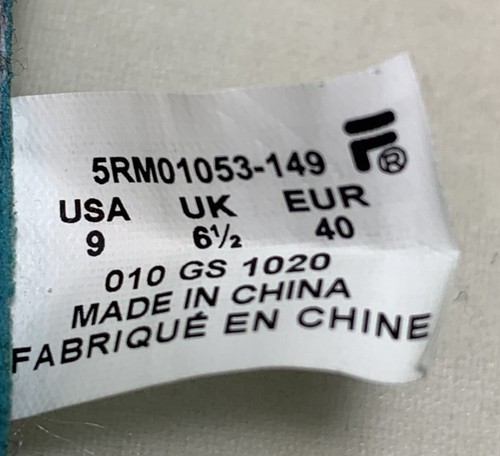 5RM01053-149 F®
USA UK EUR
9 6½ 40
010 GS 1020
MADE IN CHINA
FABRIQUÉ EN CHINE